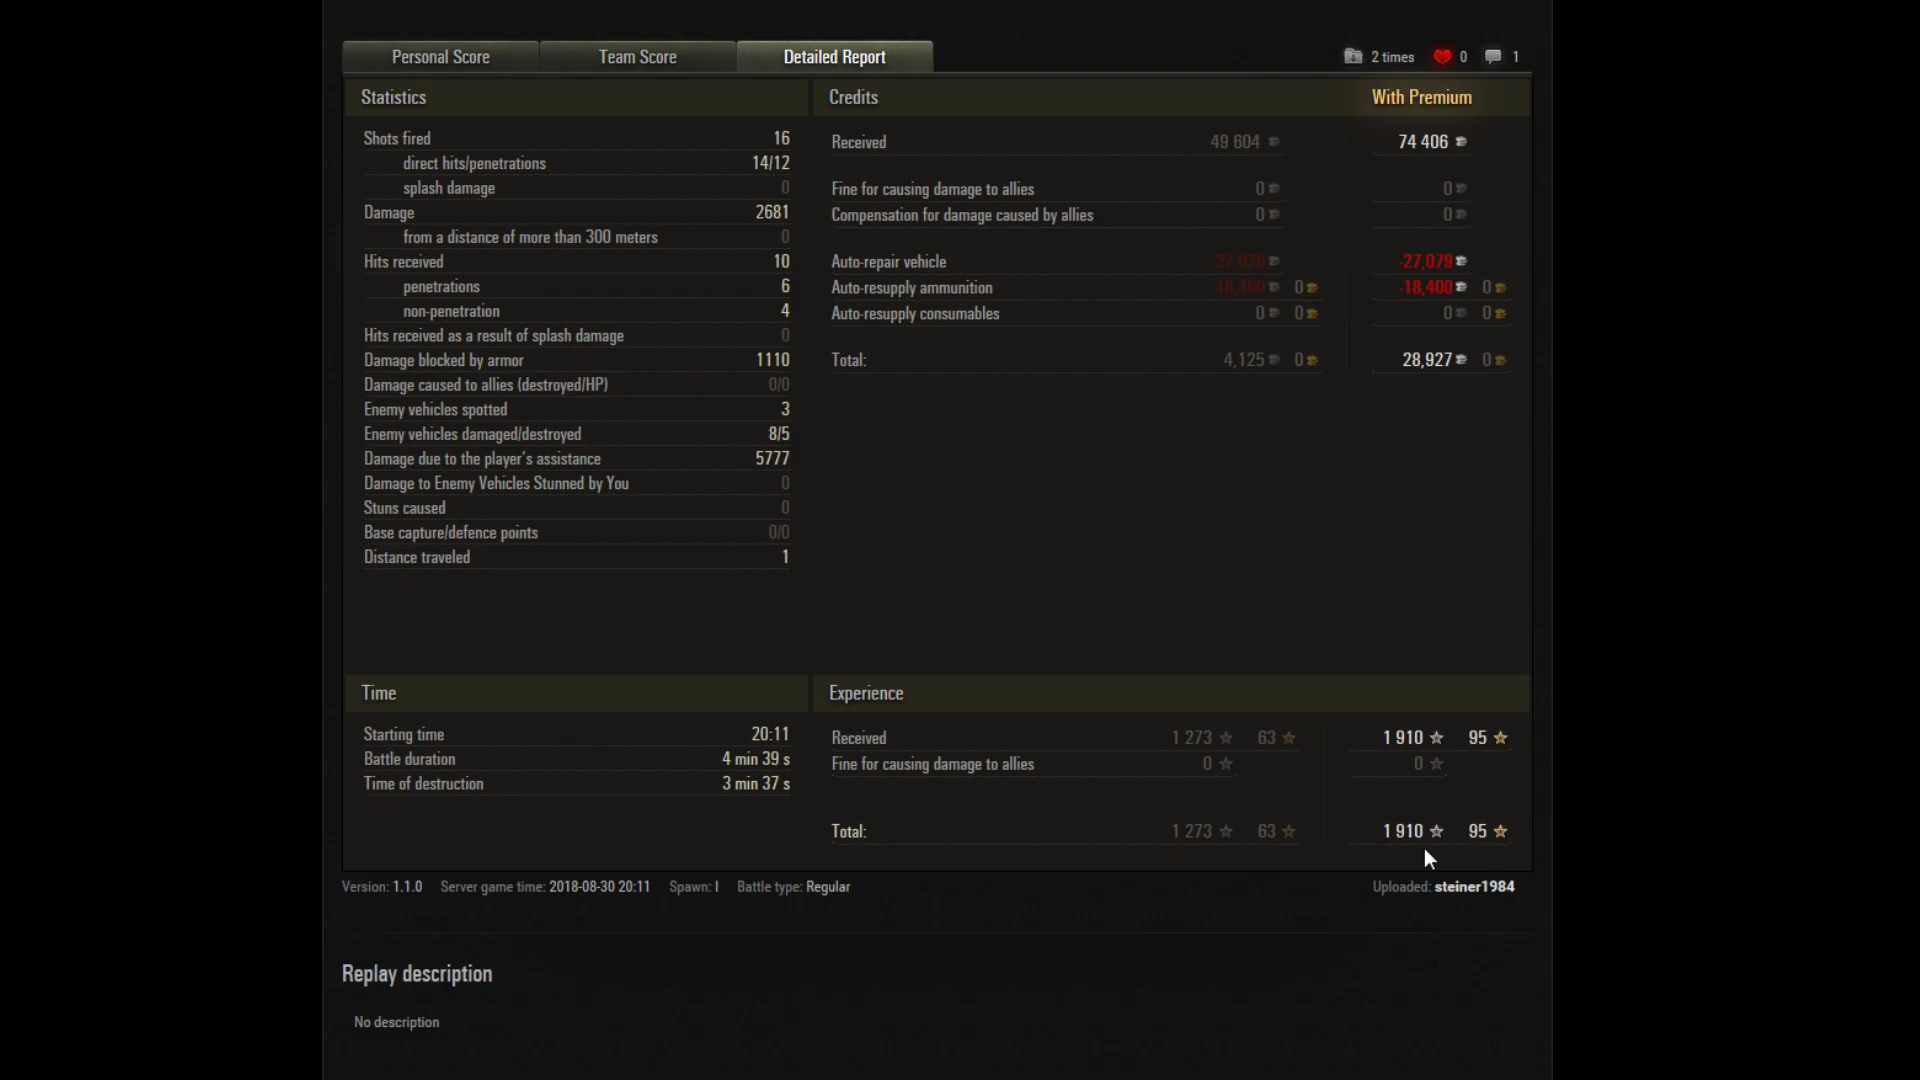 Personal Score Team Score Detailed Report 2 times 0 1
Statistics
Shots fired 16
direct hits/penetrations 14/12
splash damage 0
Damage 2681
from a distance of more than 300 meters 0
Hits received 10
penetrations 6
non-penetration 4
Hits received as a result of splash damage 0
Damage blocked by armor 1110
Damage caused to allies (destroyed/HP) 0/0
Enemy vehicles spotted 3
Enemy vehicles damaged/destroyed 8/5
Damage due to the player's assistance 5777
Damage to Enemy Vehicles Stunned by You 0
Stuns caused 0
Base capture/defence points 0/0
Distance traveled 1
Credits With Premium
Received 49 604 74 406
Fine for causing damage to allies 0 0
Compensation for damage caused by allies 0 0
Auto-repair vehicle -27,079 -27,079
Auto-resupply ammunition -18,400 0 -18,400 0
Auto-resupply consumables 0 0 0 0
Total: 4,125 0 28,927 0
Time
Starting time 20:11
Battle duration 4 min 39 s
Time of destruction 3 min 37 s
Experience
Received 1 273 63 1 910 95
Fine for causing damage to allies 0 0
Total: 1 273 63 1 910 95
Version: 1.1.0 Server game time: 2018-08-30 20:11 Spawn: I Battle type: Regular Uploaded: steiner1984
Replay description
No description